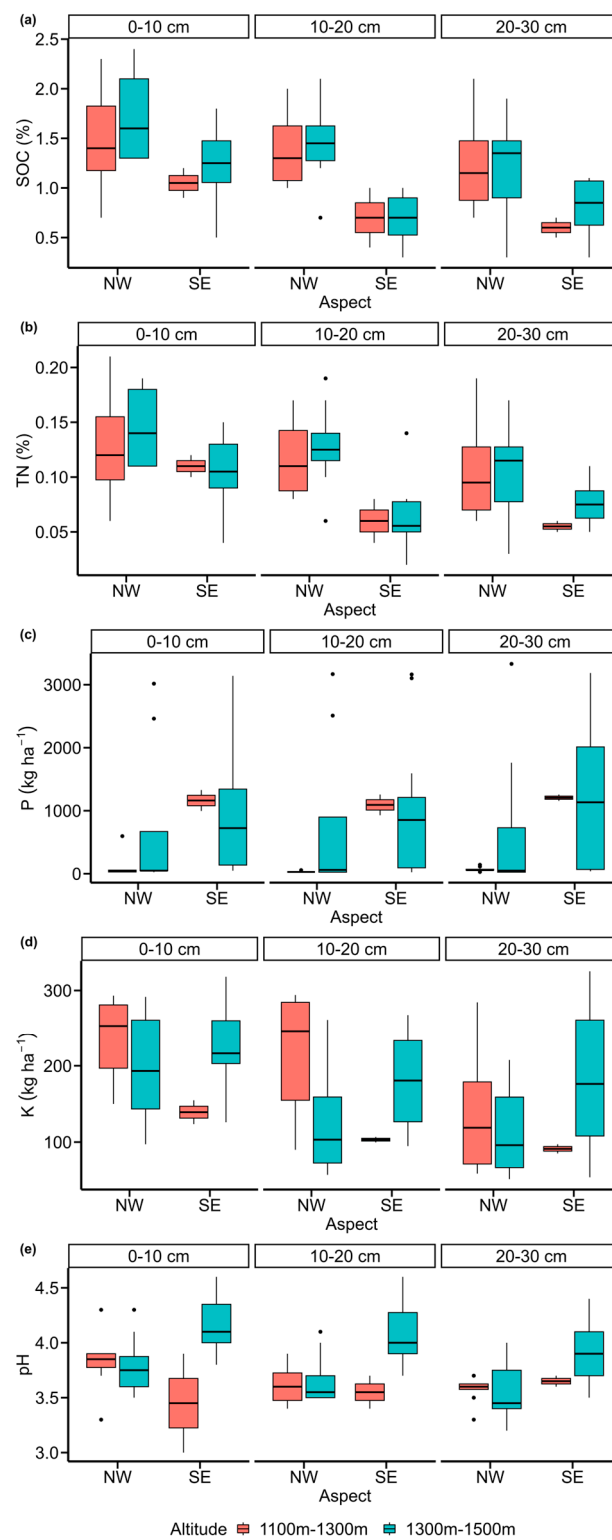 (a)
0-10 cm 10-20 cm 20-30 cm
2.5
2.0
1.5
1.0
0.5
SOC (%)
NW SE NW SE NW SE
Aspect
(b)
0-10 cm 10-20 cm 20-30 cm
0.20
0.15
0.10
0.05
TN (%)
NW SE NW SE NW SE
Aspect
(c)
0-10 cm 10-20 cm 20-30 cm
3000
2000
1000
0
P (kg ha⁻¹)
NW SE NW SE NW SE
Aspect
(d)
0-10 cm 10-20 cm 20-30 cm
300
200
100
K (kg ha⁻¹)
NW SE NW SE NW SE
Aspect
(e)
0-10 cm 10-20 cm 20-30 cm
4.5
4.0
3.5
3.0
pH
NW SE NW SE NW SE
Aspect
Altitude 1100m-1300m 1300m-1500m